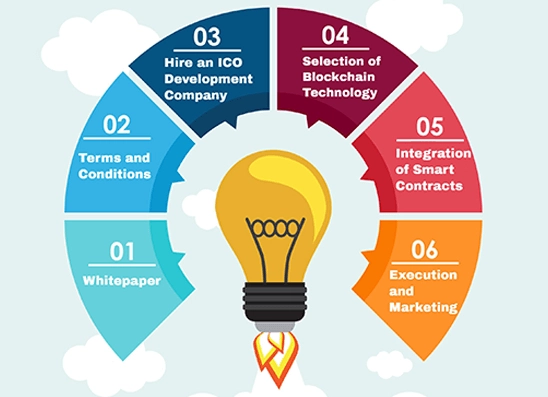 01
Whitepaper
02
Terms and
Conditions
03
Hire an ICO
Development
Company
04
Selection of
Blockchain
Technology
05
Integration
of Smart
Contracts
06
Execution
and
Marketing